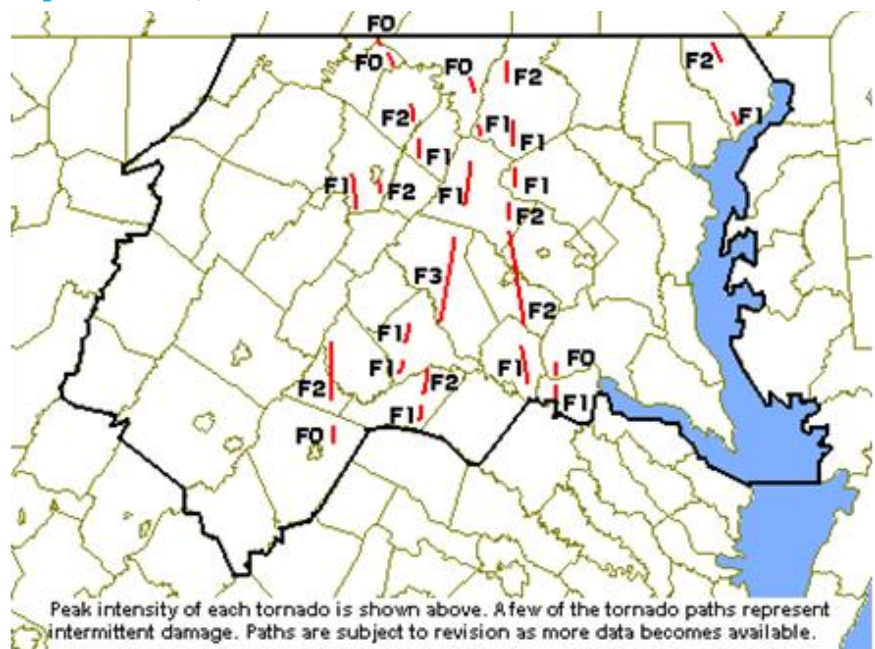 F0
F0
F0
F2
F2
F2
F1
F1
F1
F1
F1
F2
F1
F1
F2
F3
F2
F1
F1
F2
F1
F0
F2
F1
F1
F0
Peak intensity of each tornado is shown above. A few of the tornado paths represent
intermittent damage. Paths are subject to revision as more data becomes available.